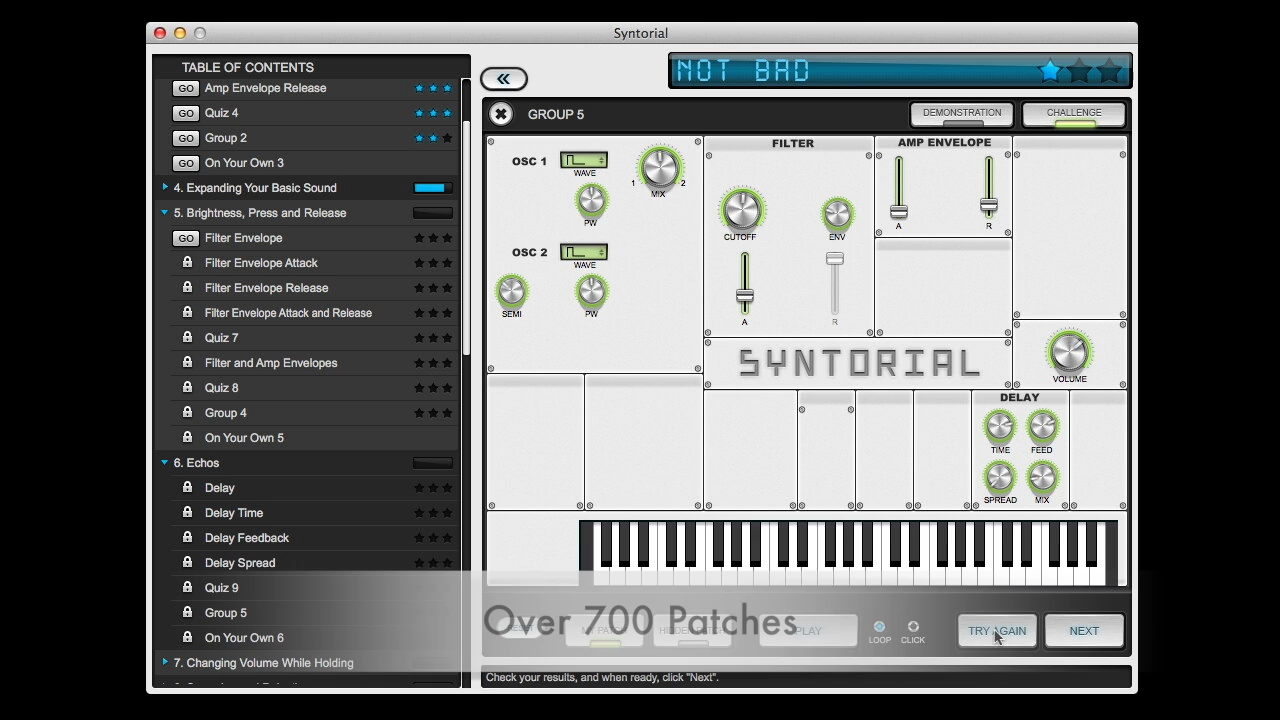 Syntorial
TABLE OF CONTENTS
GO Amp Envelope Release
GO Quiz 4
GO Group 2
GO On Your Own 3
4. Expanding Your Basic Sound
5. Brightness, Press and Release
GO Filter Envelope
Filter Envelope Attack
Filter Envelope Release
Filter Envelope Attack and Release
Quiz 7
Filter and Amp Envelopes
Quiz 8
Group 4
On Your Own 5
6. Echos
Delay
Delay Time
Delay Feedback
Delay Spread
Quiz 9
Group 5
On Your Own 6
7. Changing Volume While Holding
NOT BAD
GROUP 5
DEMONSTRATION
CHALLENGE
OSC 1
WAVE
1 MIX 2
PW
OSC 2
WAVE
SEMI
PW
FILTER
CUTOFF
ENV
A
R
AMP ENVELOPE
A
R
SYNTORIAL
VOLUME
DELAY
TIME
FEED
SPREAD
MIX
Over 700 Patches
PLAY
LOOP
CLICK
TRY AGAIN
NEXT
Check your results, and when ready, click "Next".